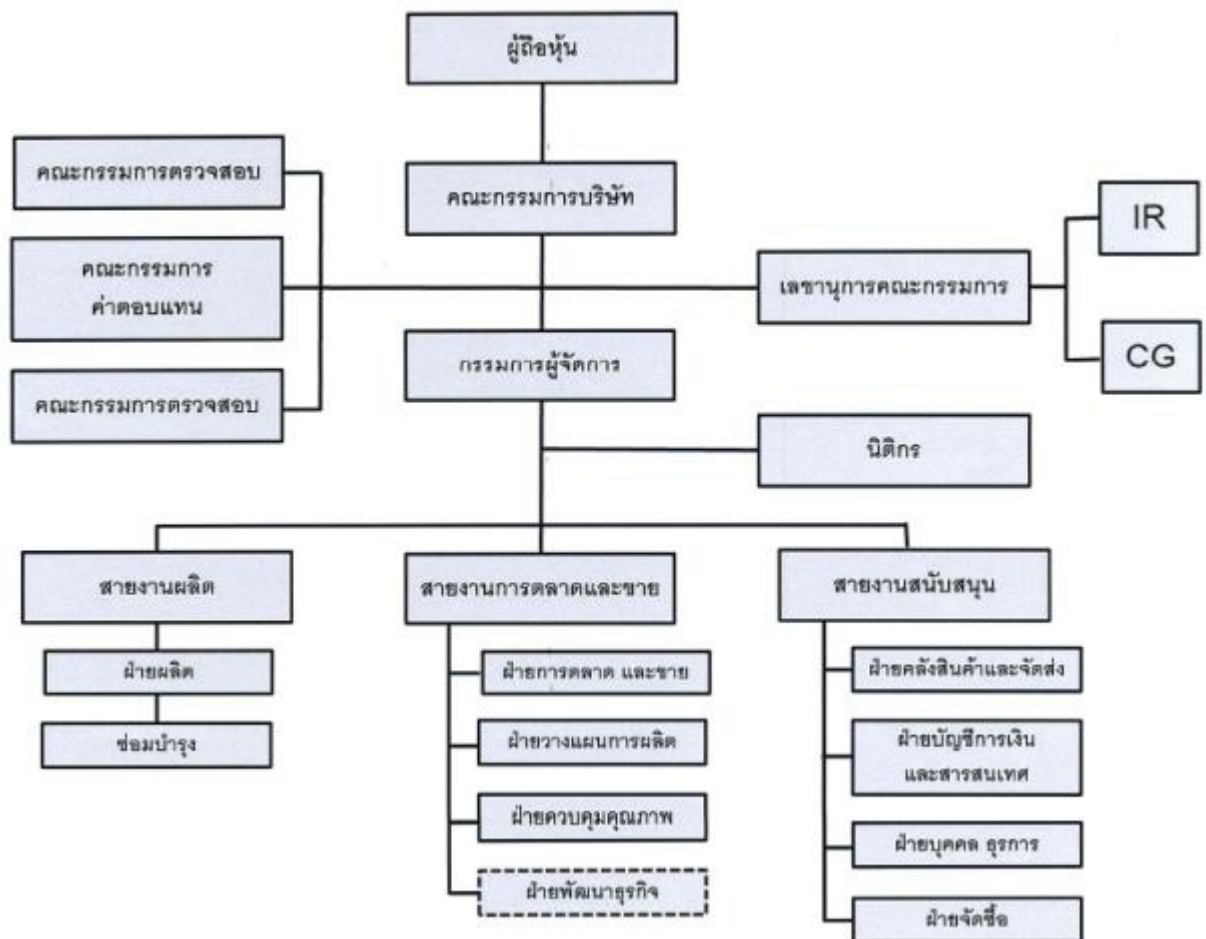 ผู้ถือหุ้น
คณะกรรมการตรวจสอบ
คณะกรรมการบริษัท
IR
คณะกรรมการ
ค่าตอบแทน
เลขานุการคณะกรรมการ
CG
กรรมการผู้จัดการ
คณะกรรมการตรวจสอบ
นิติกร
สายงานผลิต
สายงานการตลาดและขาย
สายงานสนับสนุน
ฝ่ายผลิต
ซ่อมบำรุง
ฝ่ายการตลาด และขาย
ฝ่ายวางแผนการผลิต
ฝ่ายควบคุมคุณภาพ
ฝ่ายพัฒนาธุรกิจ
ฝ่ายคลังสินค้าและจัดส่ง
ฝ่ายบัญชีการเงิน
และสารสนเทศ
ฝ่ายบุคคล ธุรการ
ฝ่ายจัดซื้อ